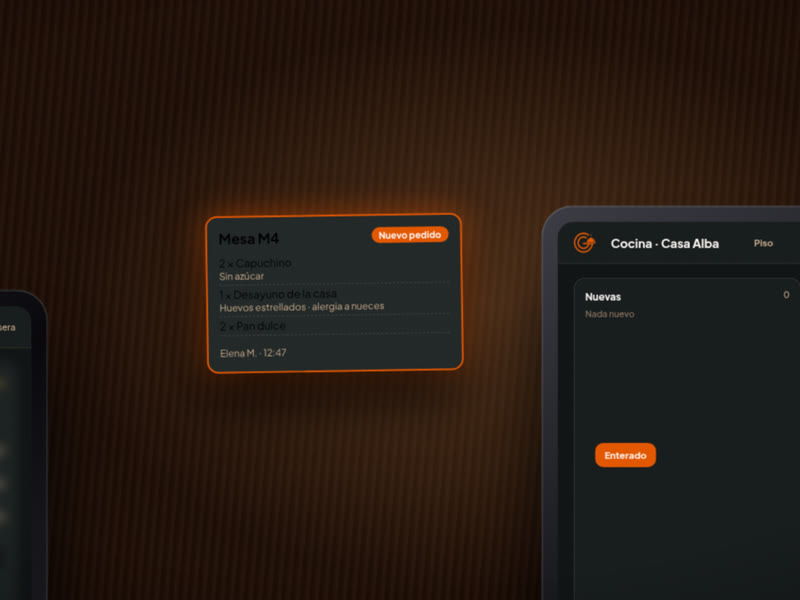 Mesa M4
Nuevo pedido
2 × Capuchino
Sin azúcar
1 × Desayuno de la casa
Huevos estrellados · alergia a nueces
2 × Pan dulce
Elena M. · 12:47
sera
Cocina · Casa Alba
Piso
Nuevas
0
Nada nuevo
Enterado